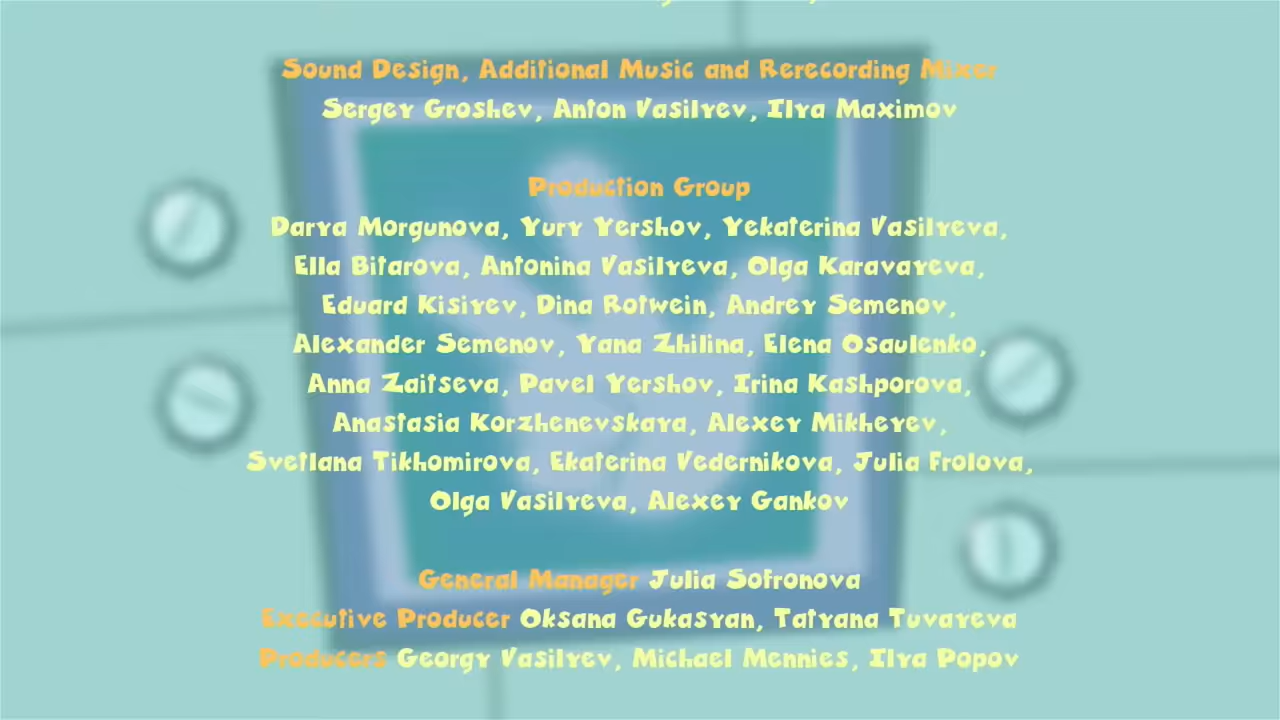 Sound Design, Additional Music and Rerecording Mixer
Sergey Groshev, Anton Vasilyev, Ilya Maximov
Production Group
Darya Morgunova, Yury Yershov, Yekaterina Vasilyeva,
Ella Bitarova, Antonina Vasilyeva, Olga Karavayeva,
Eduard Kisiyev, Dina Rotwein, Andrey Semenov,
Alexander Semenov, Yana Zhilina, Elena Osaulenko,
Anna Zaitseva, Pavel Yershov, Irina Kashporova,
Anastasia Korzhenevskaya, Alexey Mikheyev,
Svetlana Tikhomirova, Ekaterina Vedernikova, Julia Frolova,
Olga Vasilyeva, Alexey Gankov
General Manager Julia Sofronova
Executive Producer Oksana Gukasyan, Tatyana Tuvayeva
Producers Georgy Vasilyev, Michael Mennies, Ilya Popov